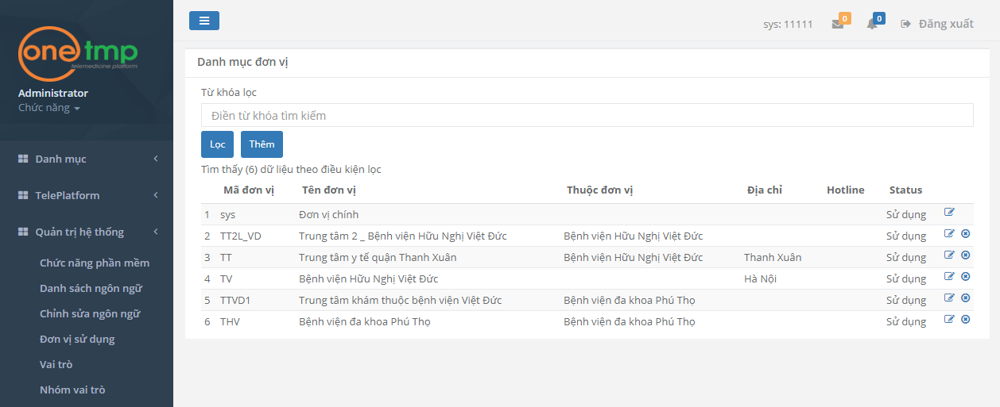 one tmp
telemedicine platform
Administrator
Chức năng
Danh mục
TelePlatform
Quản trị hệ thống
Chức năng phần mềm
Danh sách ngôn ngữ
Chỉnh sửa ngôn ngữ
Đơn vị sử dụng
Vai trò
Nhóm vai trò
sys: 11111 0 0 Đăng xuất
Danh mục đơn vị
Từ khóa lọc
Điền từ khóa tìm kiếm
Lọc Thêm
Tìm thấy (6) dữ liệu theo điều kiện lọc
Mã đơn vị Tên đơn vị Thuộc đơn vị Địa chỉ Hotline Status
1 sys Đơn vị chính Sử dụng
2 TT2L_VD Trung tâm 2 _ Bệnh viện Hữu Nghị Việt Đức Bệnh viện Hữu Nghị Việt Đức Sử dụng
3 TT Trung tâm y tế quận Thanh Xuân Bệnh viện Hữu Nghị Việt Đức Thanh Xuân Sử dụng
4 TV Bệnh viện Hữu Nghị Việt Đức Hà Nội Sử dụng
5 TTVD1 Trung tâm khám thuộc bệnh viện Việt Đức Bệnh viện đa khoa Phú Thọ Sử dụng
6 THV Bệnh viện đa khoa Phú Thọ Bệnh viện đa khoa Phú Thọ Sử dụng